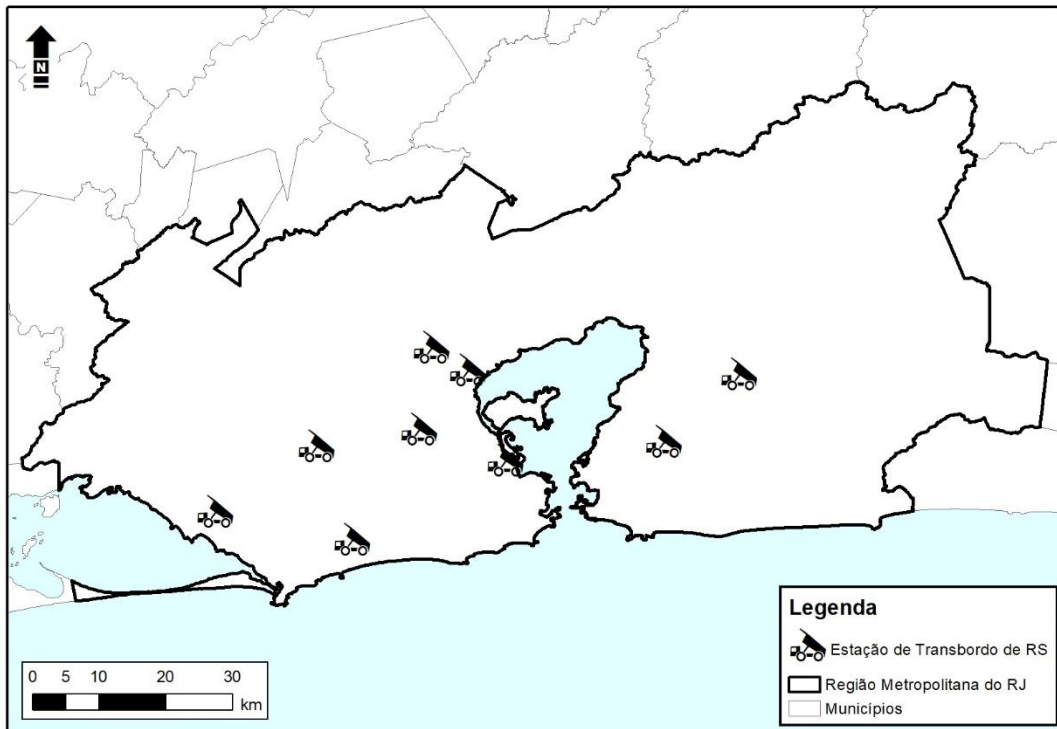 N
Legenda
Estação de Transbordo de RS
Região Metropolitana do RJ
Municípios
0 5 10 20 30
km